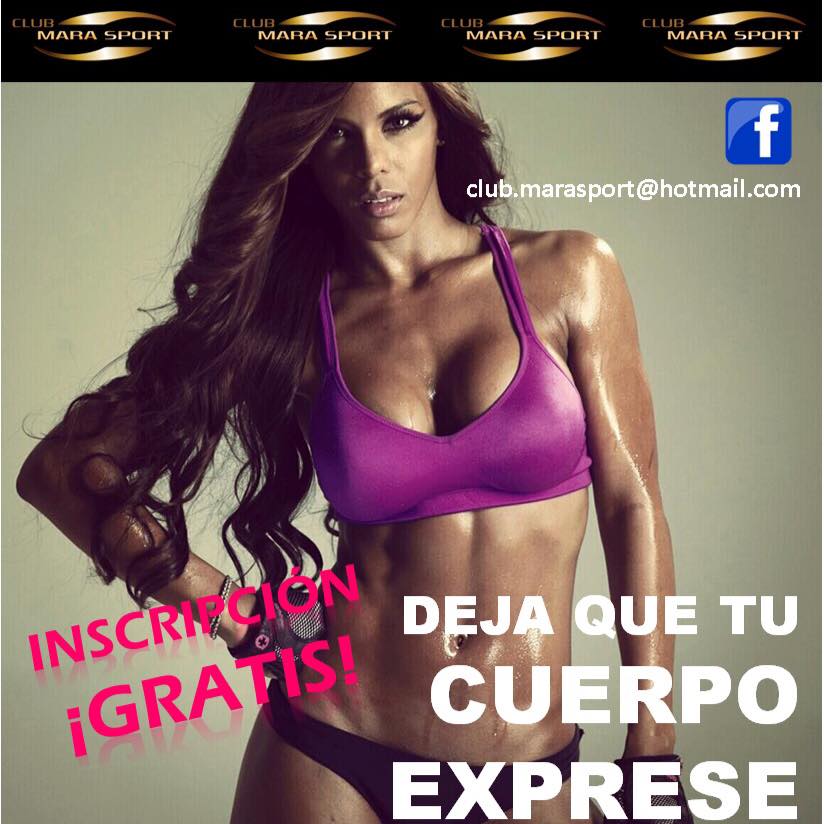 CLUB
MARA SPORT
CLUB
MARA SPORT
CLUB
MARA SPORT
CLUB
MARA SPORT
f
club.marasport@hotmail.com
INSCRIPCIÓN
¡GRATIS!
DEJA QUE TU
CUERPO
EXPRESE